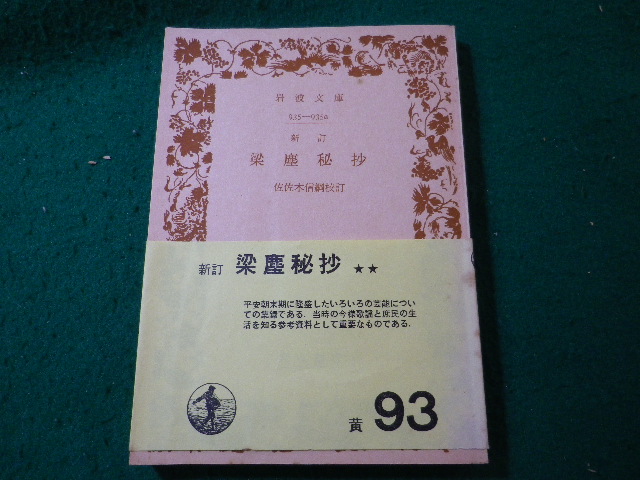 岩波文庫
935—935a
新訂
梁塵秘抄
佐佐木信綱校訂
新訂 梁塵秘抄 ★★
平安朝末期に隆盛したいろいろの芸能につい
ての集録である．当時の今様歌謡と庶民の生
活を知る参考資料として重要なものである．
黄 93